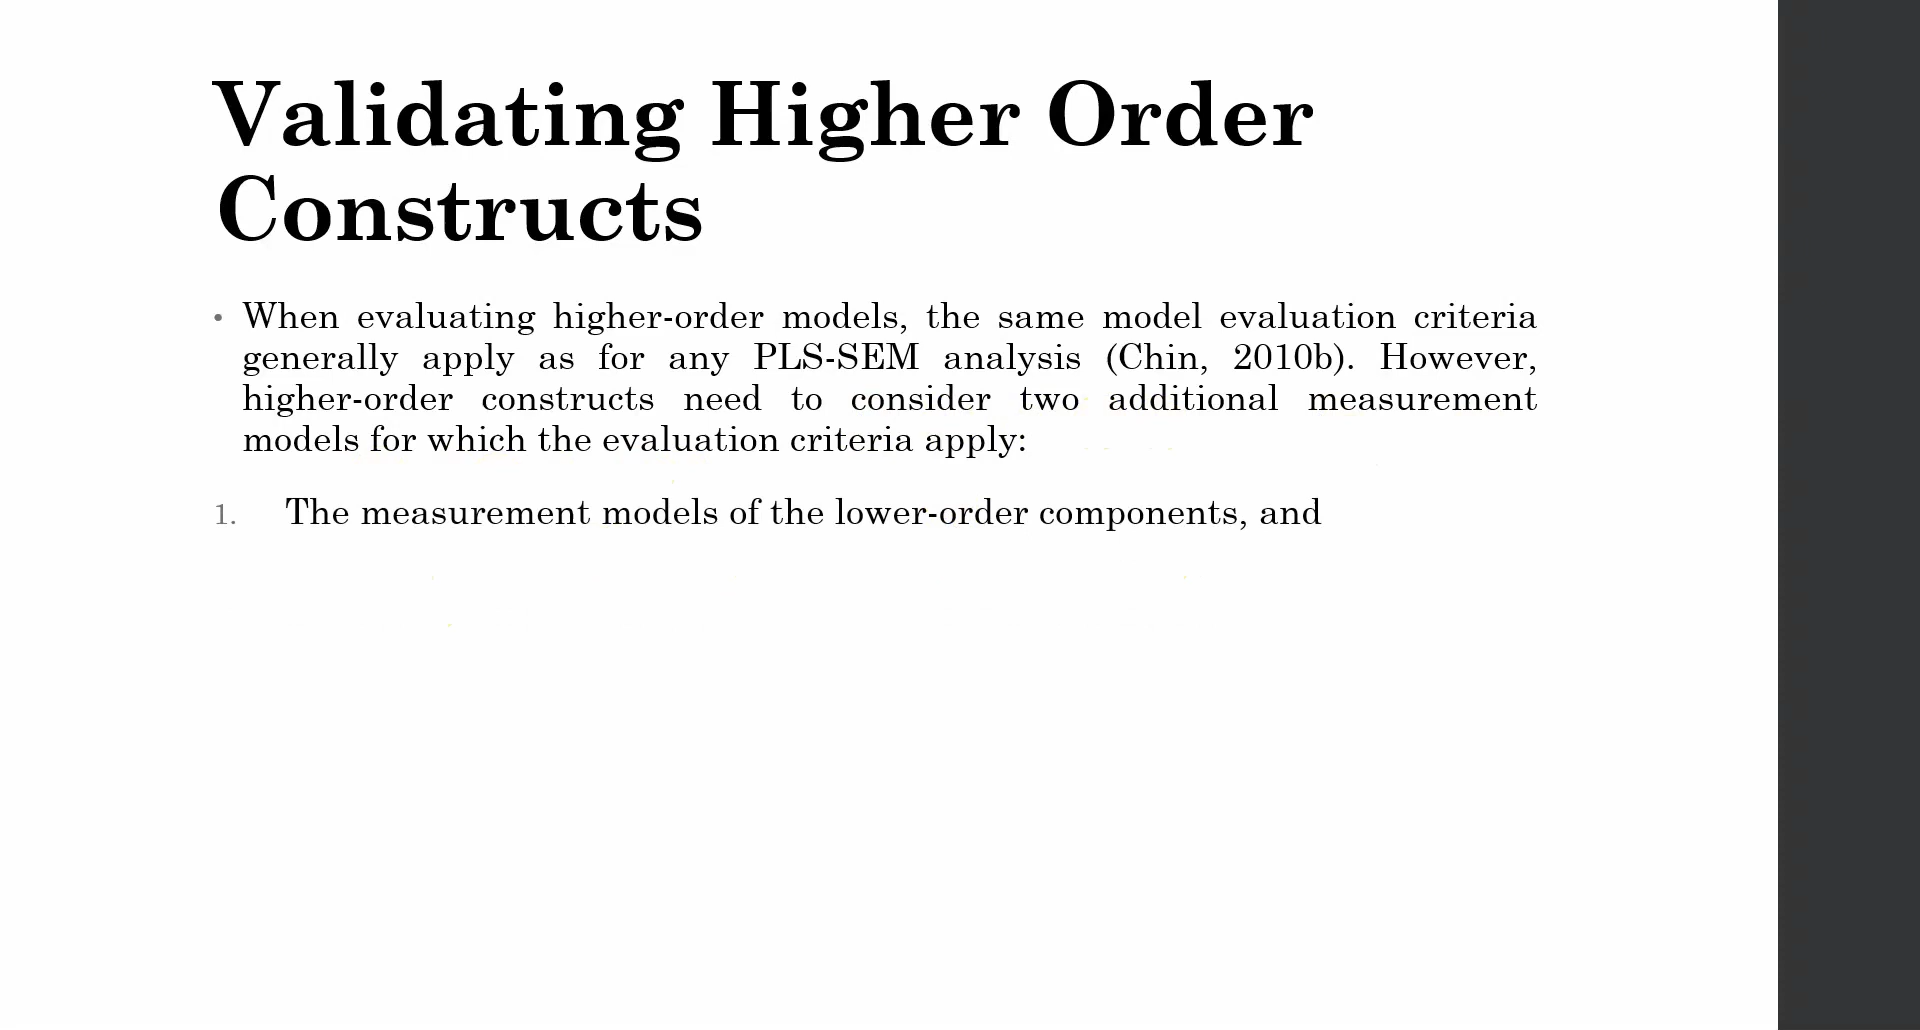 Validating Higher Order
Constructs
• When evaluating higher-order models, the same model evaluation criteria
generally apply as for any PLS-SEM analysis (Chin, 2010b). However,
higher-order constructs need to consider two additional measurement
models for which the evaluation criteria apply:
1. The measurement models of the lower-order components, and